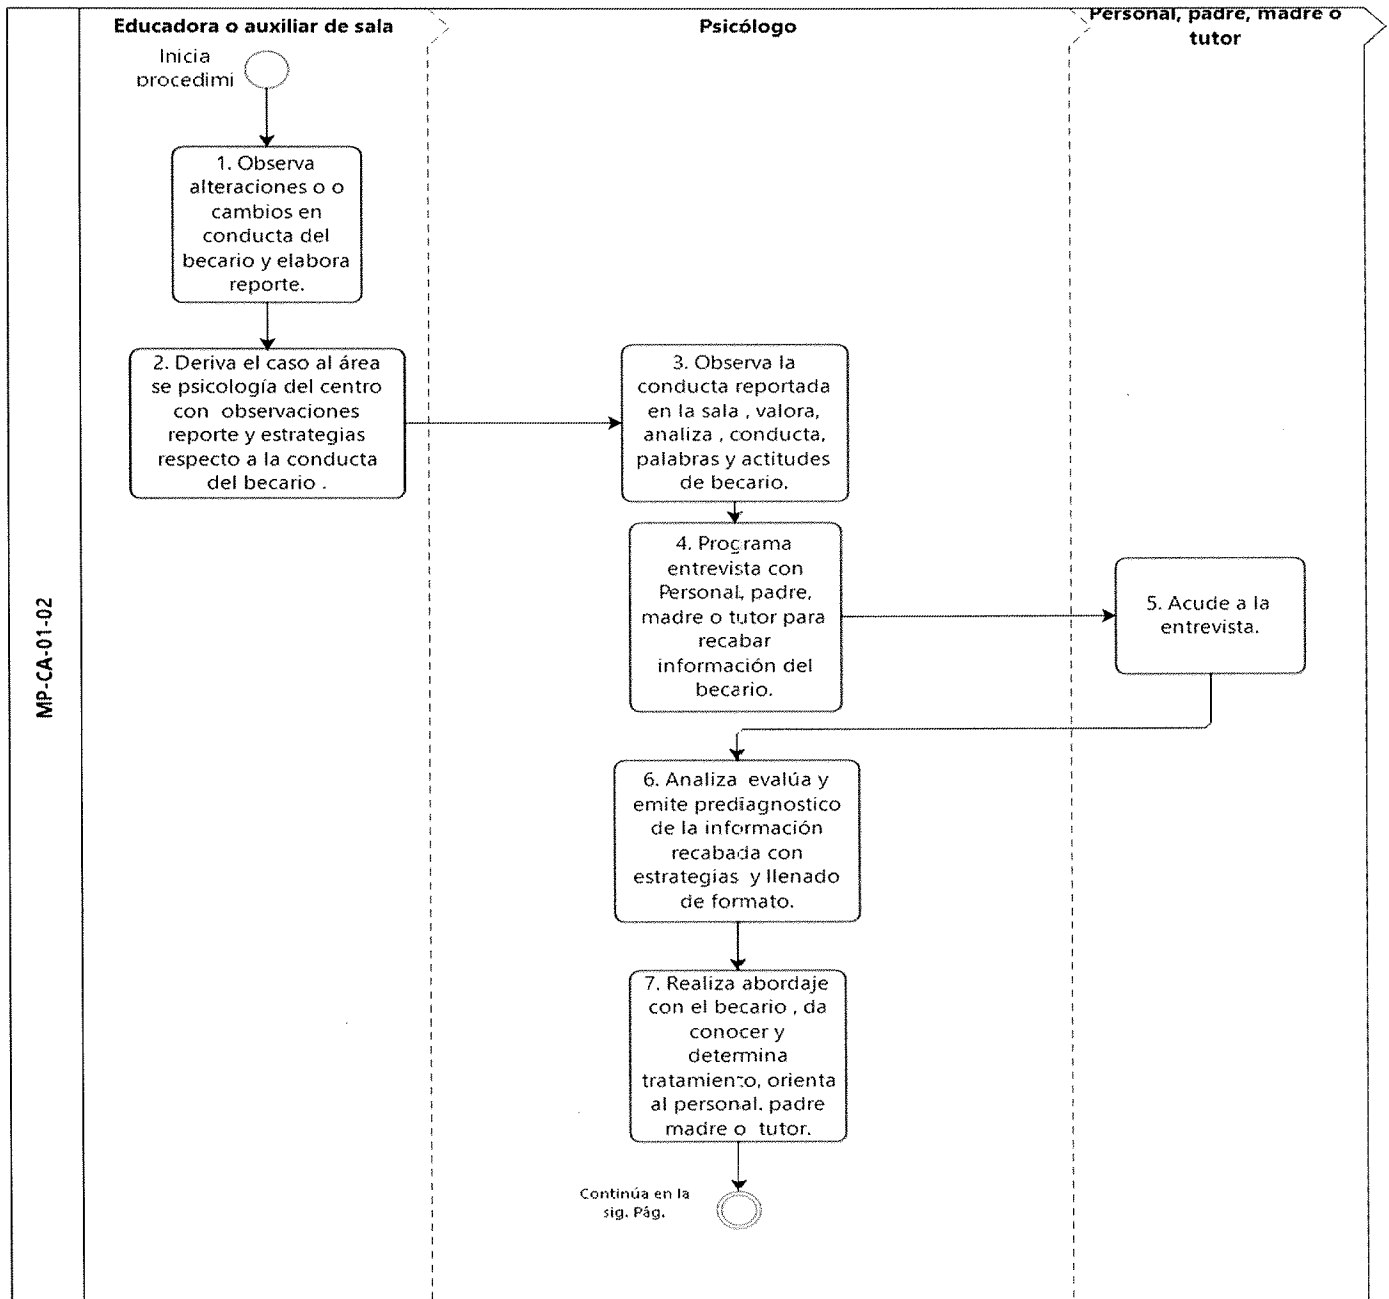 Educadora o auxiliar de sala
Psicólogo
Personal, padre, madre o
tutor
Inicia
procedimi
1. Observa
alteraciones o o
cambios en
conducta del
becario y elabora
reporte.
2. Deriva el caso al área
se psicología del centro
con observaciones
reporte y estrategias
respecto a la conducta
del becario .
3. Observa la
conducta reportada
en la sala , valora,
analiza , conducta,
palabras y actitudes
de becario.
4. Programa
entrevista con
Personal, padre,
madre o tutor para
recabar
información del
becario.
5. Acude a la
entrevista.
MP-CA-01-02
6. Analiza evalúa y
emite prediagnostico
de la información
recabada con
estrategias y llenado
de formato.
7. Realiza abordaje
con el becario , da
conocer y
determina
tratamiento, orienta
al personal. padre
madre o tutor.
Continúa en la
sig. Pág.